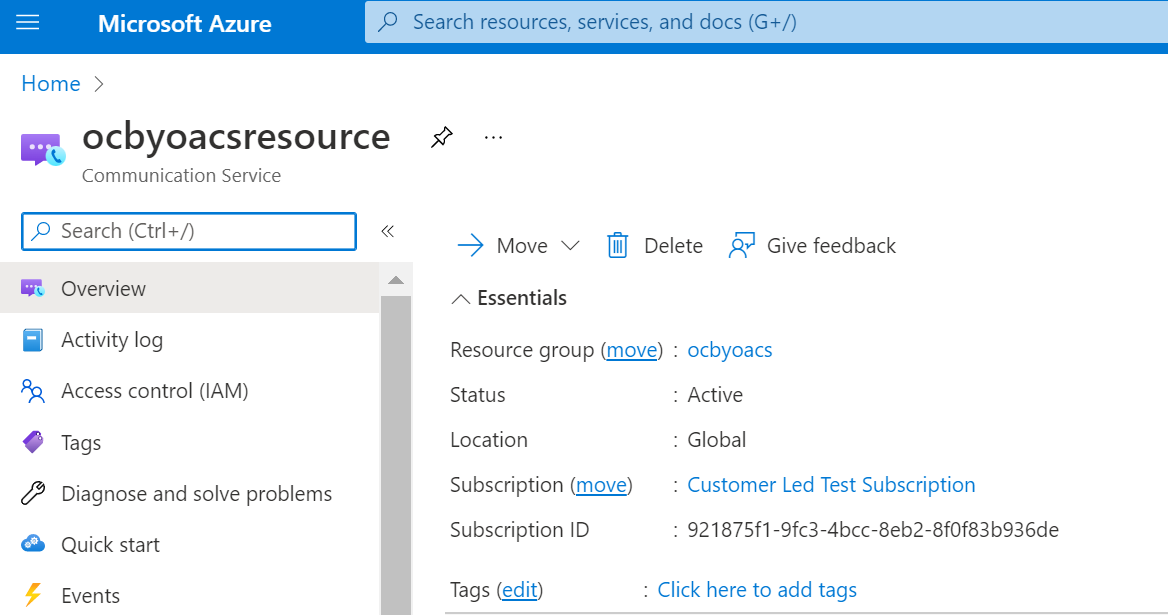 Microsoft Azure
Search resources, services, and docs (G+/)
Home
ocbyoacsresource
Communication Service
Search (Ctrl+/)
Overview
Activity log
Access control (IAM)
Tags
Diagnose and solve problems
Quick start
Events
Move
Delete
Give feedback
Essentials
Resource group (move) : ocbyoacs
Status : Active
Location : Global
Subscription (move) : Customer Led Test Subscription
Subscription ID : 921875f1-9fc3-4bcc-8eb2-8f0f83b936de
Tags (edit) : Click here to add tags